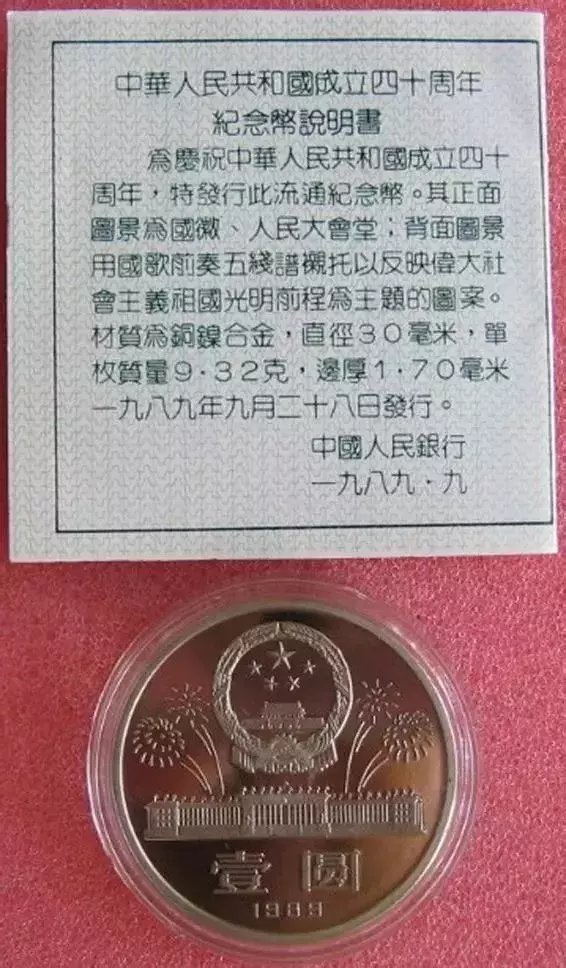 中華人民共和國成立四十周年
紀念幣說明書
為慶祝中華人民共和國成立四十
周年，特發行此流通紀念幣。其正面
圖景為國徽、人民大會堂；背面圖景
用國歌前奏五綫譜襯托以反映偉大社
會主義祖國光明前程為主題的圖案。
材質為銅鎳合金，直徑30毫米，單
枚質量9·32克，邊厚1·70毫米
一九八九年九月二十八日發行。
中國人民銀行
一九八九·九
壹圓
1989